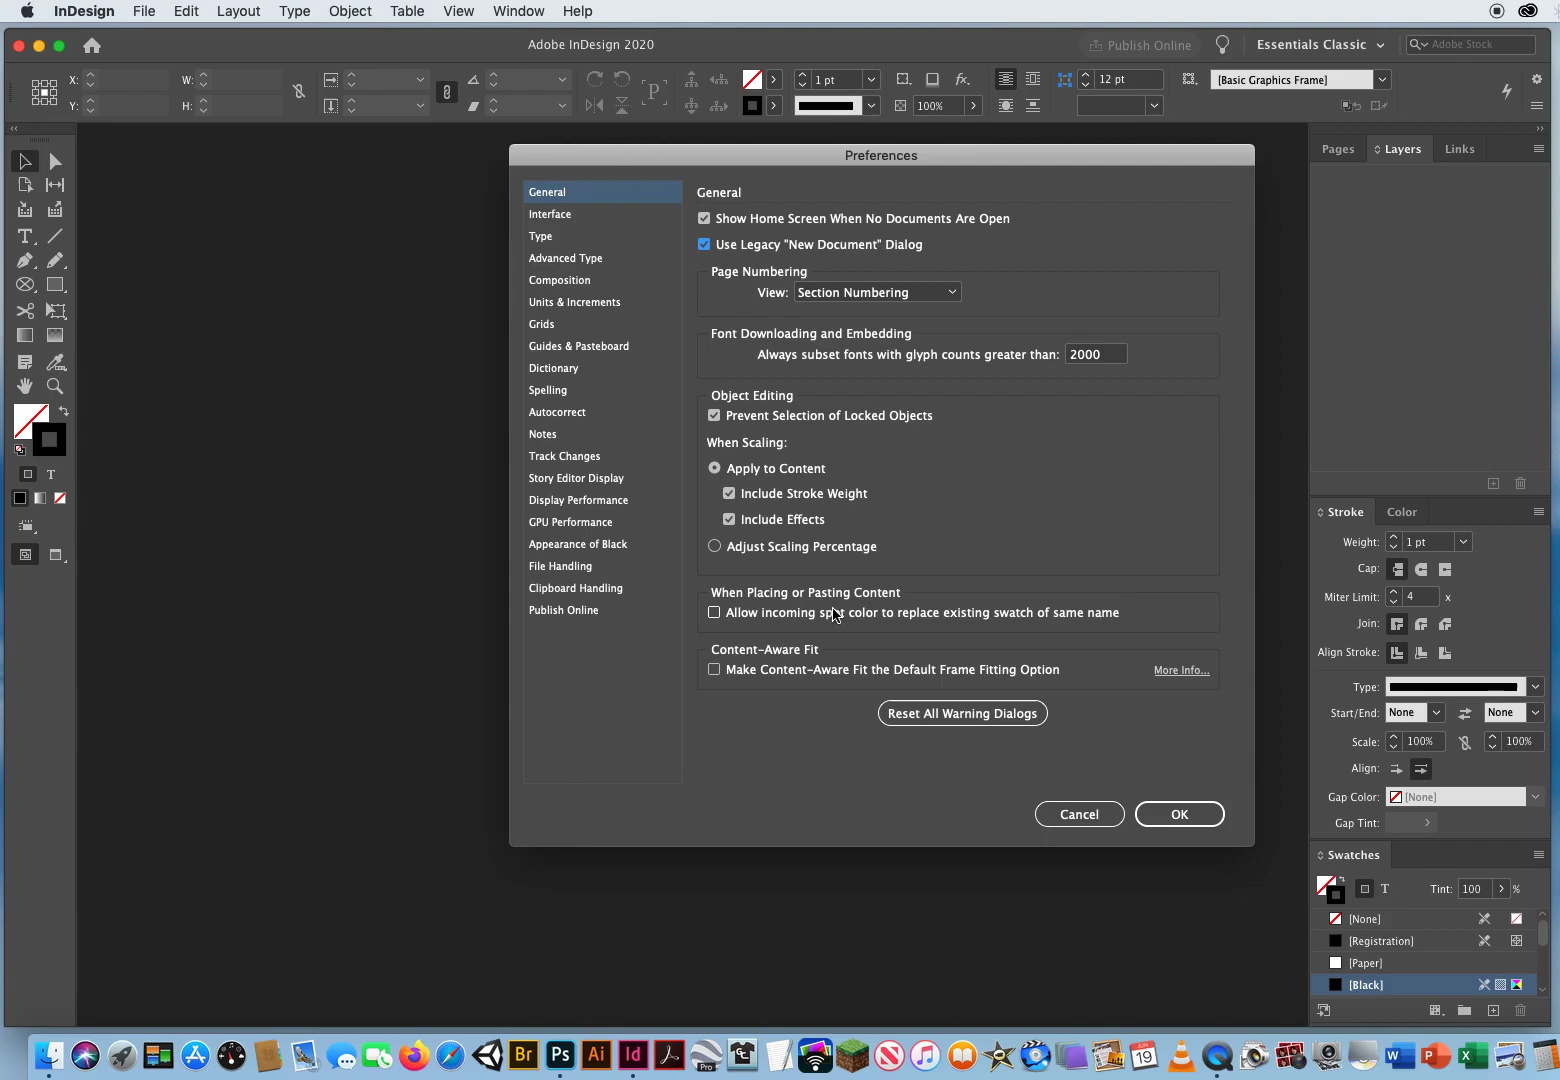 InDesign File Edit Layout Type Object Table View Window Help
Adobe InDesign 2020 Publish Online Essentials Classic Adobe Stock
X: W: 1 pt fx. 12 pt [Basic Graphics Frame]
Y: H: P 100%
Pages Layers Links
Preferences
General
Interface
Type
Advanced Type
Composition
Units & Increments
Grids
Guides & Pasteboard
Dictionary
Spelling
Autocorrect
Notes
Track Changes
Story Editor Display
Display Performance
GPU Performance
Appearance of Black
File Handling
Clipboard Handling
Publish Online
General
Show Home Screen When No Documents Are Open
Use Legacy "New Document" Dialog
Page Numbering
View: Section Numbering
Font Downloading and Embedding
Always subset fonts with glyph counts greater than: 2000
Object Editing
Prevent Selection of Locked Objects
When Scaling:
Apply to Content
Include Stroke Weight
Include Effects
Adjust Scaling Percentage
When Placing or Pasting Content
Allow incoming spot color to replace existing swatch of same name
Content-Aware Fit
Make Content-Aware Fit the Default Frame Fitting Option More Info...
Reset All Warning Dialogs
Cancel OK
Stroke Color
Weight: 1 pt
Cap:
Miter Limit: 4 x
Join:
Align Stroke:
Type:
Start/End: None None
Scale: 100% 100%
Align:
Gap Color: [None]
Gap Tint:
Swatches
T Tint: 100 %
[None]
[Registration]
[Paper]
[Black]
T
T
Br Ps Ai Id Pro JUN 19 W P X